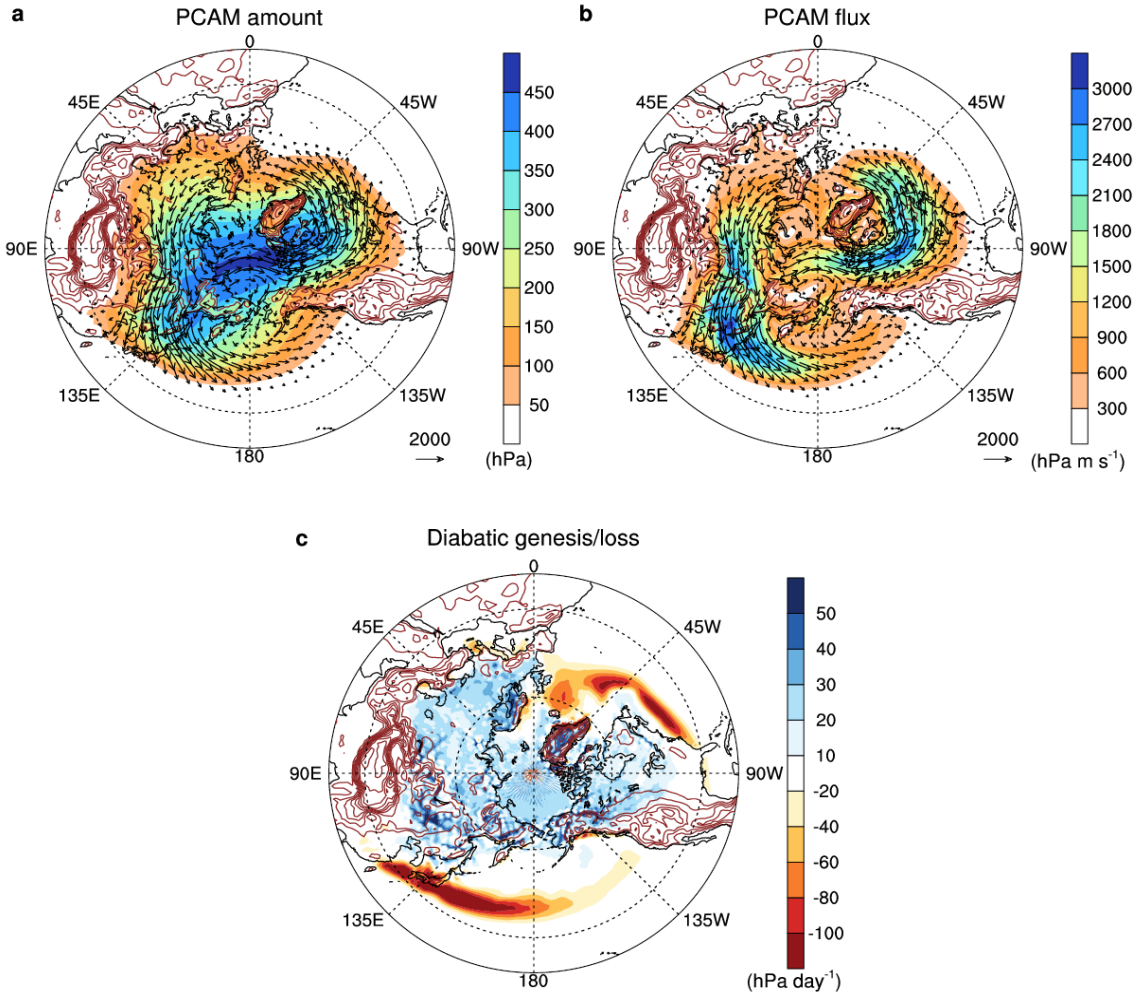 a
PCAM amount
0
45E
45W
90E
90W
135E
135W
180
450
400
350
300
250
200
150
100
50
2000
(hPa)
b
PCAM flux
0
45E
45W
90E
90W
135E
135W
180
3000
2700
2400
2100
1800
1500
1200
900
600
300
2000
(hPa m s⁻¹)
c
Diabatic genesis/loss
0
45E
45W
90E
90W
135E
135W
180
50
40
30
20
10
-20
-40
-60
-80
-100
(hPa day⁻¹)